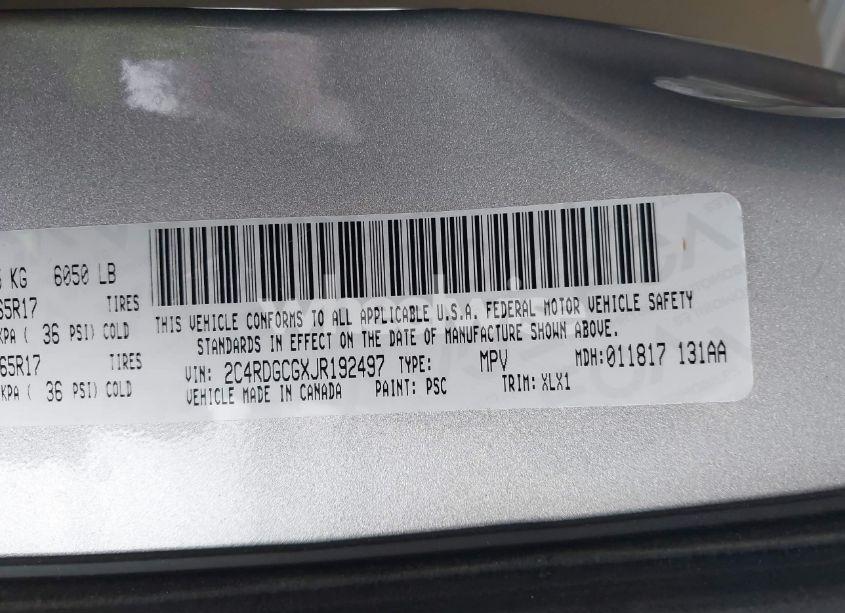 KG 6050 LB
65R17 TIRES
KPA ( 36 PSI) COLD
65R17 TIRES
KPA ( 36 PSI) COLD
THIS VEHICLE CONFORMS TO ALL APPLICABLE U.S.A. FEDERAL MOTOR VEHICLE SAFETY
STANDARDS IN EFFECT ON THE DATE OF MANUFACTURE SHOWN ABOVE.
VIN: 2C4RDGCGXJR192497 TYPE: MPV MDH:011817 131AA
VEHICLE MADE IN CANADA PAINT: PSC TRIM: XLX1